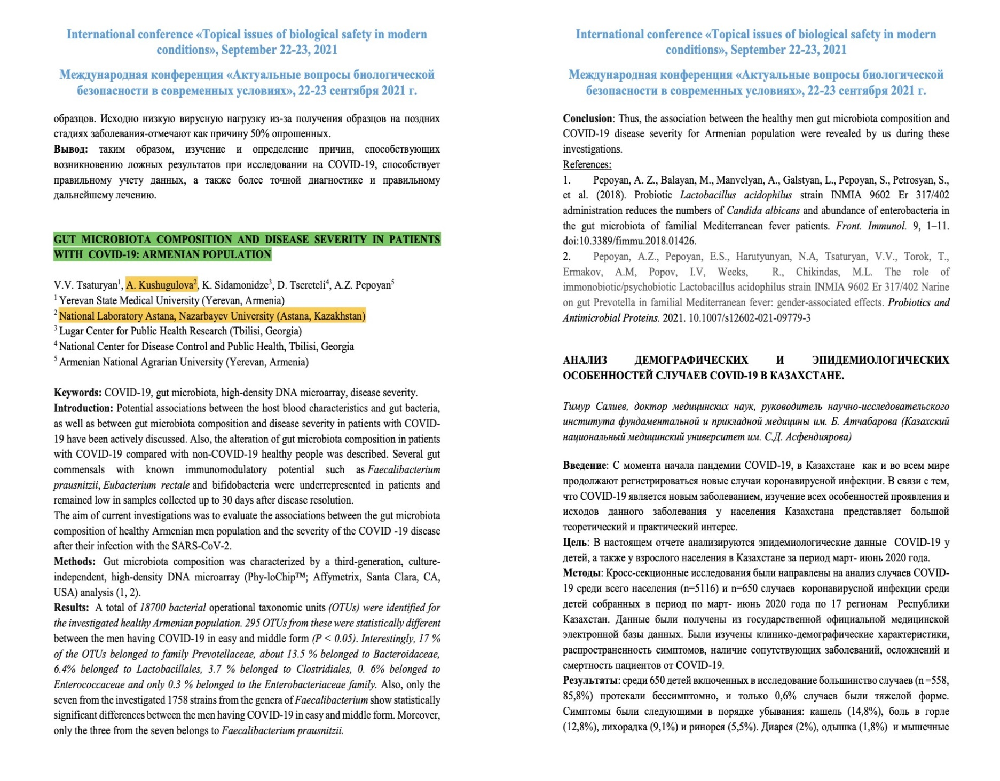 International conference «Topical issues of biological safety in modern
conditions», September 22-23, 2021
Международная конференция «Актуальные вопросы биологической
безопасности в современных условиях», 22-23 сентября 2021 г.
образцов. Исходно низкую вирусную нагрузку из-за получения образцов на поздних
стадиях заболевания-отмечают как причину 50% опрошенных.
Вывод: таким образом, изучение и определение причин, способствующих
возникновению ложных результатов при исследовании на COVID-19, способствует
правильному учету данных, а также более точной диагностике и правильному
дальнейшему лечению.
GUT MICROBIOTA COMPOSITION AND DISEASE SEVERITY IN PATIENTS
WITH COVID-19: ARMENIAN POPULATION
V.V. Tsaturyan1, A. Kushugulova2, K. Sidamonidze3, D. Tsereteli4, A.Z. Pepoyan5
1 Yerevan State Medical University (Yerevan, Armenia)
2 National Laboratory Astana, Nazarbayev University (Astana, Kazakhstan)
3 Lugar Center for Public Health Research (Tbilisi, Georgia)
4 National Center for Disease Control and Public Health, Tbilisi, Georgia
5 Armenian National Agrarian University (Yerevan, Armenia)
Keywords: COVID-19, gut microbiota, high-density DNA microarray, disease severity.
Introduction: Potential associations between the host blood characteristics and gut bacteria,
as well as between gut microbiota composition and disease severity in patients with COVID-
19 have been actively discussed. Also, the alteration of gut microbiota composition in patients
with COVID-19 compared with non-COVID-19 healthy people was described. Several gut
commensals with known immunomodulatory potential such as Faecalibacterium
prausnitzii, Eubacterium rectale and bifidobacteria were underrepresented in patients and
remained low in samples collected up to 30 days after disease resolution.
The aim of current investigations was to evaluate the associations between the gut microbiota
composition of healthy Armenian men population and the severity of the COVID -19 disease
after their infection with the SARS-CoV-2.
Methods: Gut microbiota composition was characterized by a third-generation, culture-
independent, high-density DNA microarray (Phy-loChip™; Affymetrix, Santa Clara, CA,
USA) analysis (1, 2).
Results: A total of 18700 bacterial operational taxonomic units (OTUs) were identified for
the investigated healthy Armenian population. 295 OTUs from these were statistically different
between the men having COVID-19 in easy and middle form (P < 0.05). Interestingly, 17 %
of the OTUs belonged to family Prevotellaceae, about 13.5 % belonged to Bacteroidaceae,
6.4% belonged to Lactobacillales, 3.7 % belonged to Clostridiales, 0. 6% belonged to
Enterococcaceae and only 0.3 % belonged to the Enterobacteriaceae family. Also, only the
seven from the investigated 1758 strains from the genera of Faecalibacterium show statistically
significant differences between the men having COVID-19 in easy and middle form. Moreover,
only the three from the seven belongs to Faecalibacterium prausnitzii.
International conference «Topical issues of biological safety in modern
conditions», September 22-23, 2021
Международная конференция «Актуальные вопросы биологической
безопасности в современных условиях», 22-23 сентября 2021 г.
Conclusion: Thus, the association between the healthy men gut microbiota composition and
COVID-19 disease severity for Armenian population were revealed by us during these
investigations.
References:
1. Pepoyan, A. Z., Balayan, M., Manvelyan, A., Galstyan, L., Pepoyan, S., Petrosyan, S.,
et al. (2018). Probiotic Lactobacillus acidophilus strain INMIA 9602 Er 317/402
administration reduces the numbers of Candida albicans and abundance of enterobacteria in
the gut microbiota of familial Mediterranean fever patients. Front. Immunol. 9, 1–11.
doi:10.3389/fimmu.2018.01426.
2. Pepoyan, A.Z., Pepoyan, E.S., Harutyunyan, N.A, Tsaturyan, V.V., Torok, T.,
Ermakov, A.M, Popov, I.V, Weeks, R., Chikindas, M.L. The role of
immonobiotic/psychobiotic Lactobacillus acidophilus strain INMIA 9602 Er 317/402 Narine
on gut Prevotella in familial Mediterranean fever: gender-associated effects. Probiotics and
Antimicrobial Proteins. 2021. 10.1007/s12602-021-09779-3
АНАЛИЗ ДЕМОГРАФИЧЕСКИХ И ЭПИДЕМИОЛОГИЧЕСКИХ
ОСОБЕННОСТЕЙ СЛУЧАЕВ COVID-19 В КАЗАХСТАНЕ.
Тимур Салиев, доктор медицинских наук, руководитель научно-исследовательского
института фундаментальной и прикладной медицины им. Б. Атчабарова (Казахский
национальный медицинский университет им. С.Д. Асфендиярова)
Введение: С момента начала пандемии COVID-19, в Казахстане как и во всем мире
продолжают регистрироваться новые случаи коронавирусной инфекции. В связи с тем,
что COVID-19 является новым заболеванием, изучение всех особенностей проявления и
исходов данного заболевания у населения Казахстана представляет большой
теоретический и практический интерес.
Цель: В настоящем отчете анализируются эпидемиологические данные COVID-19 у
детей, а также у взрослого населения в Казахстане за период март- июнь 2020 года.
Методы: Кросс-секционные исследования были направлены на анализ случаев COVID-
19 среди всего населения (n=5116) и n=650 случаев коронавирусной инфекции среди
детей собранных в период по март- июнь 2020 года по 17 регионам Республики
Казахстан. Данные были получены из государственной официальной медицинской
электронной базы данных. Были изучены клинико-демографические характеристики,
распространенность симптомов, наличие сопутствующих заболеваний, осложнений и
смертность пациентов от COVID-19.
Результаты: среди 650 детей включенных в исследование большинство случаев (n =558,
85,8%) протекали бессимптомно, и только 0,6% случаев были тяжелой форме.
Симптомы были следующими в порядке убывания: кашель (14,8%), боль в горле
(12,8%), лихорадка (9,1%) и ринорея (5,5%). Диарея (2%), одышка (1,8%) и мышечные